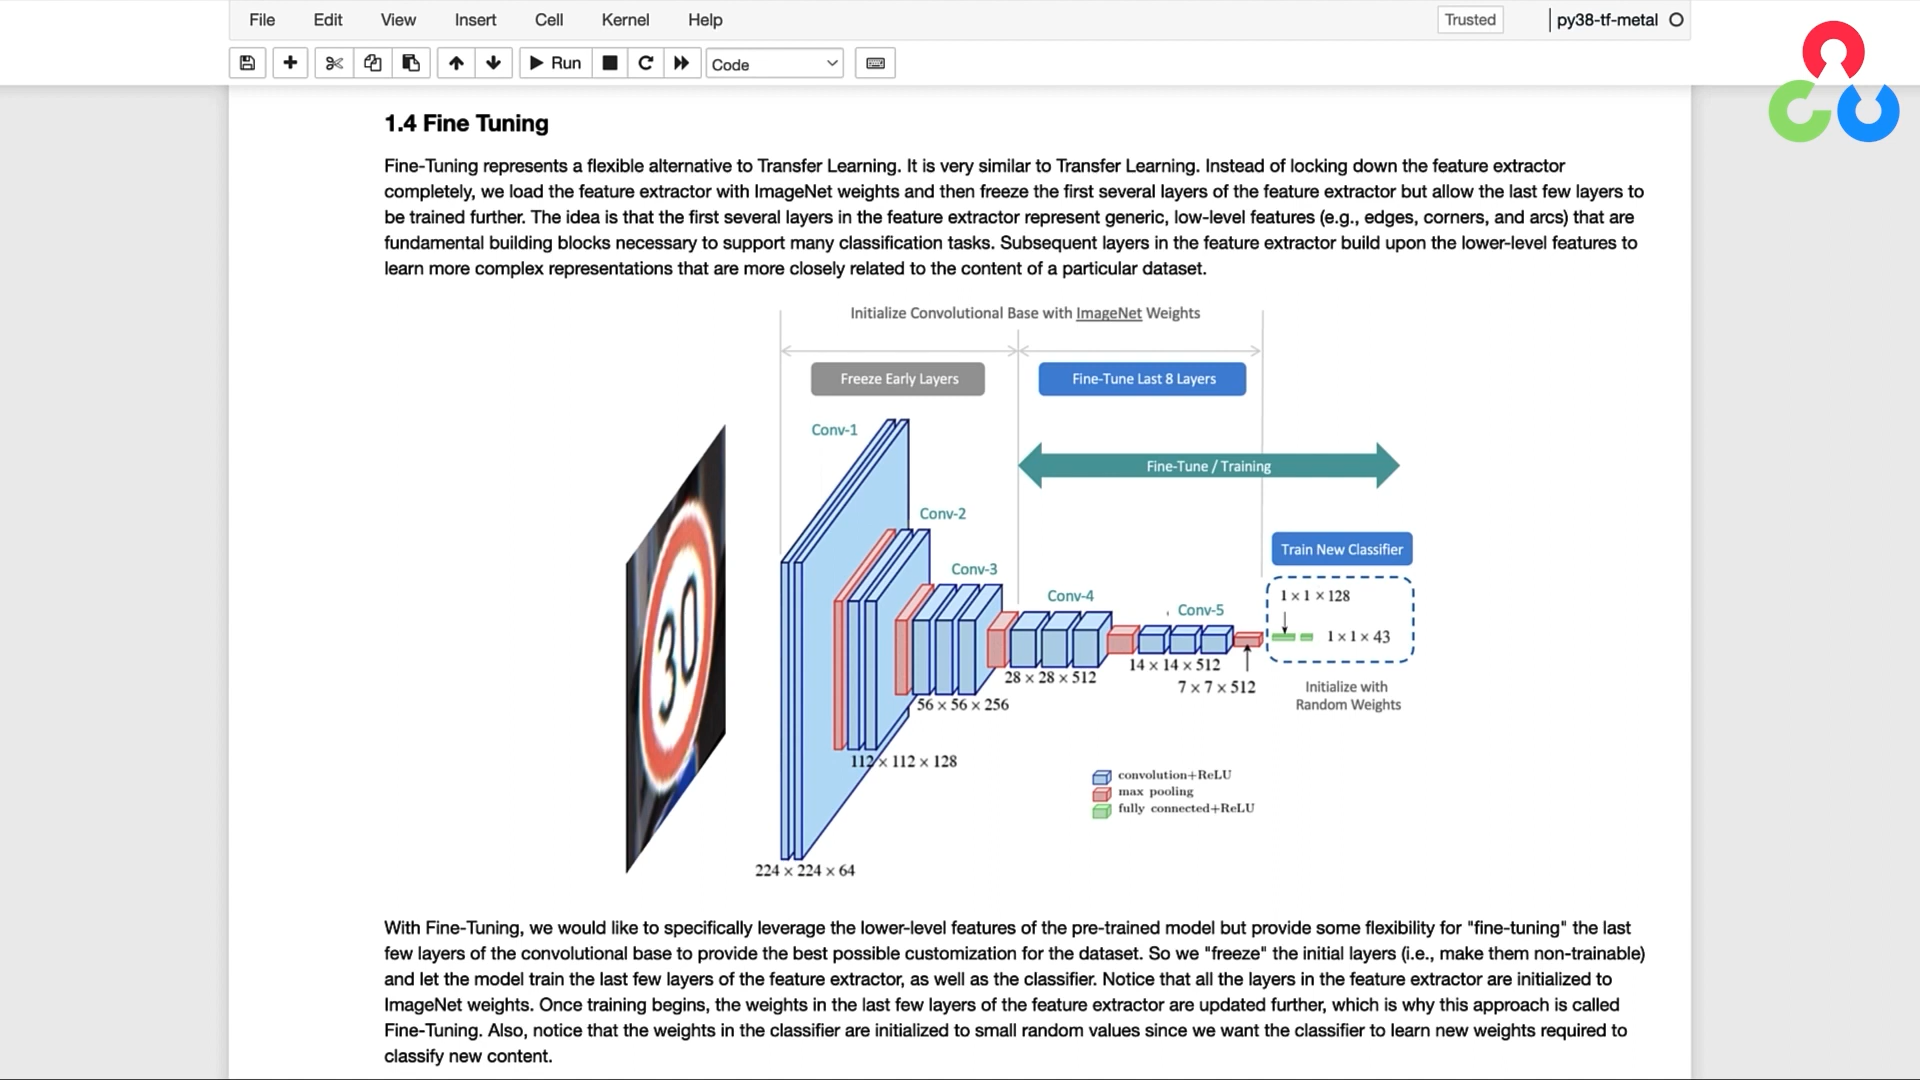 File Edit View Insert Cell Kernel Help Trusted py38-tf-metal
Run Code
1.4 Fine Tuning
Fine-Tuning represents a flexible alternative to Transfer Learning. It is very similar to Transfer Learning. Instead of locking down the feature extractor
completely, we load the feature extractor with ImageNet weights and then freeze the first several layers of the feature extractor but allow the last few layers to
be trained further. The idea is that the first several layers in the feature extractor represent generic, low-level features (e.g., edges, corners, and arcs) that are
fundamental building blocks necessary to support many classification tasks. Subsequent layers in the feature extractor build upon the lower-level features to
learn more complex representations that are more closely related to the content of a particular dataset.
Initialize Convolutional Base with ImageNet Weights
Freeze Early Layers
Fine-Tune Last 8 Layers
Conv-1
Fine-Tune / Training
Conv-2
Train New Classifier
Conv-3
Conv-4
Conv-5
1 × 1 × 128
1 × 1 × 43
30
14 × 14 × 512
28 × 28 × 512
7 × 7 × 512
Initialize with
Random Weights
56 × 56 × 256
112 × 112 × 128
convolution+ReLU
max pooling
fully connected+ReLU
224 × 224 × 64
With Fine-Tuning, we would like to specifically leverage the lower-level features of the pre-trained model but provide some flexibility for "fine-tuning" the last
few layers of the convolutional base to provide the best possible customization for the dataset. So we "freeze" the initial layers (i.e., make them non-trainable)
and let the model train the last few layers of the feature extractor, as well as the classifier. Notice that all the layers in the feature extractor are initialized to
ImageNet weights. Once training begins, the weights in the last few layers of the feature extractor are updated further, which is why this approach is called
Fine-Tuning. Also, notice that the weights in the classifier are initialized to small random values since we want the classifier to learn new weights required to
classify new content.